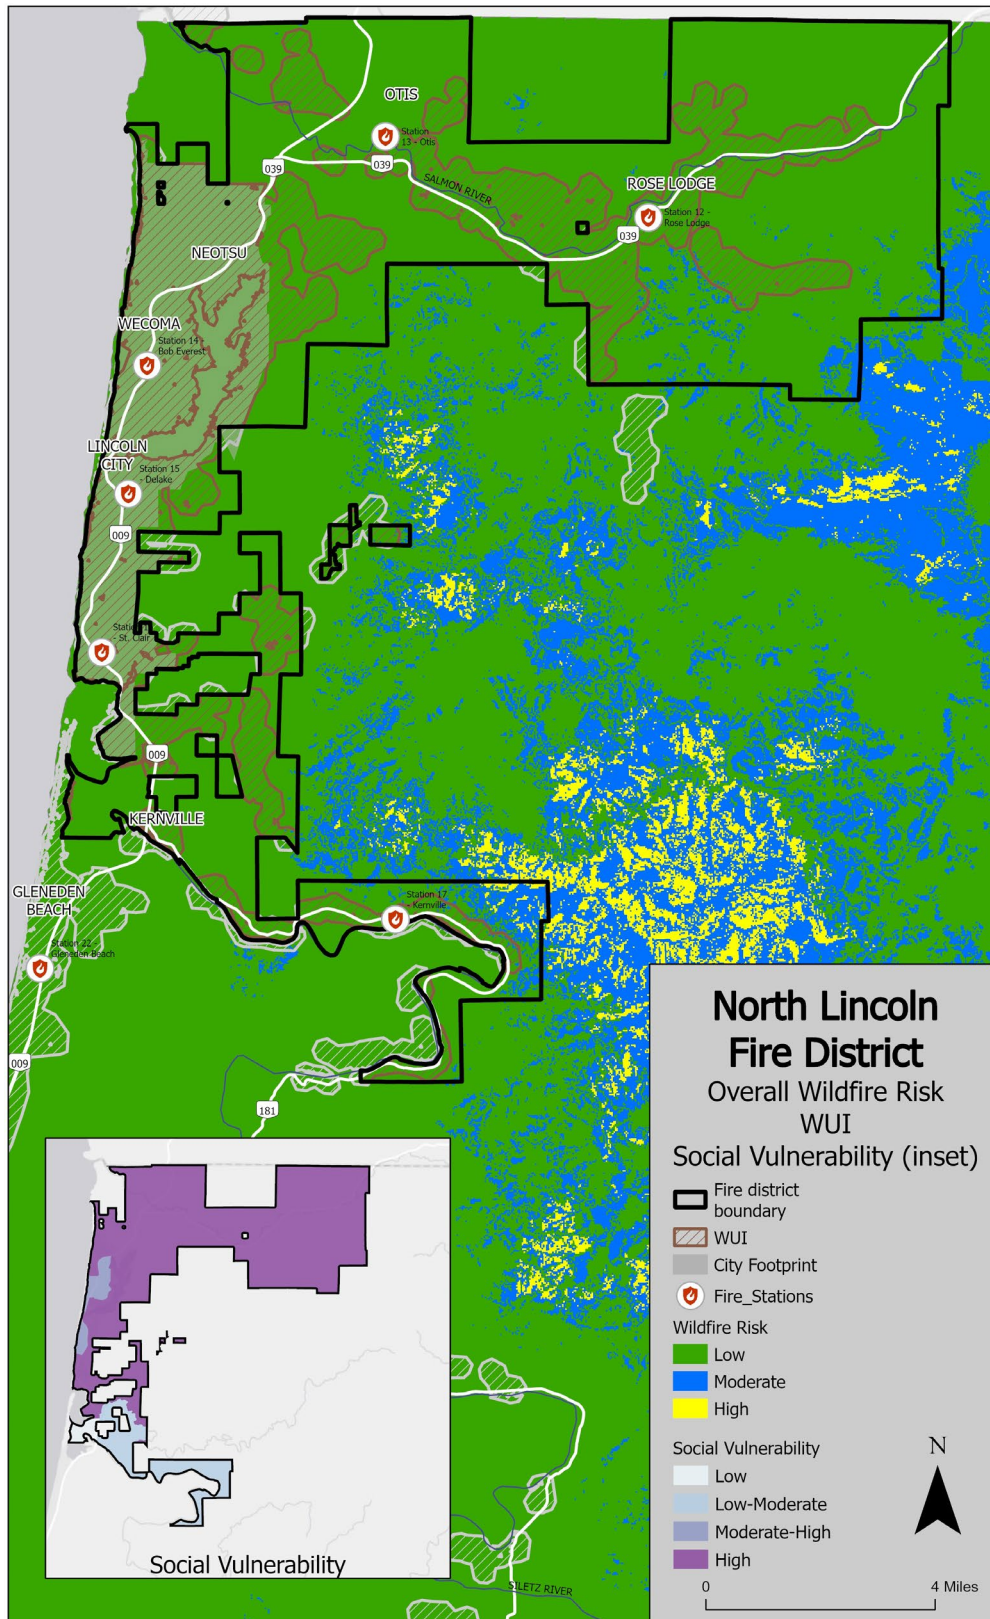 OTIS
Station
13 - Otis
039
039
SALMON RIVER
ROSE LODGE
Station 12 -
Rose Lodge
039
NEOTSU
WECOMA
Station 14 -
Bob Everest
LINCOLN
CITY
Station 15
- Delake
009
- St. Clair
009
KERNVILLE
GLENEDEN
BEACH
Station 17
- Kernville
Station 22 -
Gleneden Beach
009
181
North Lincoln
Fire District
Overall Wildfire Risk
WUI
Social Vulnerability (inset)
Fire district
boundary
WUI
City Footprint
Fire_Stations
Wildfire Risk
Low
Moderate
High
Social Vulnerability
Low
Low-Moderate
Moderate-High
High
N
0 4 Miles
Social Vulnerability
SILETZ RIVER